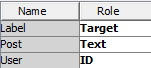 Name Role
Label Target
Post Text
User ID